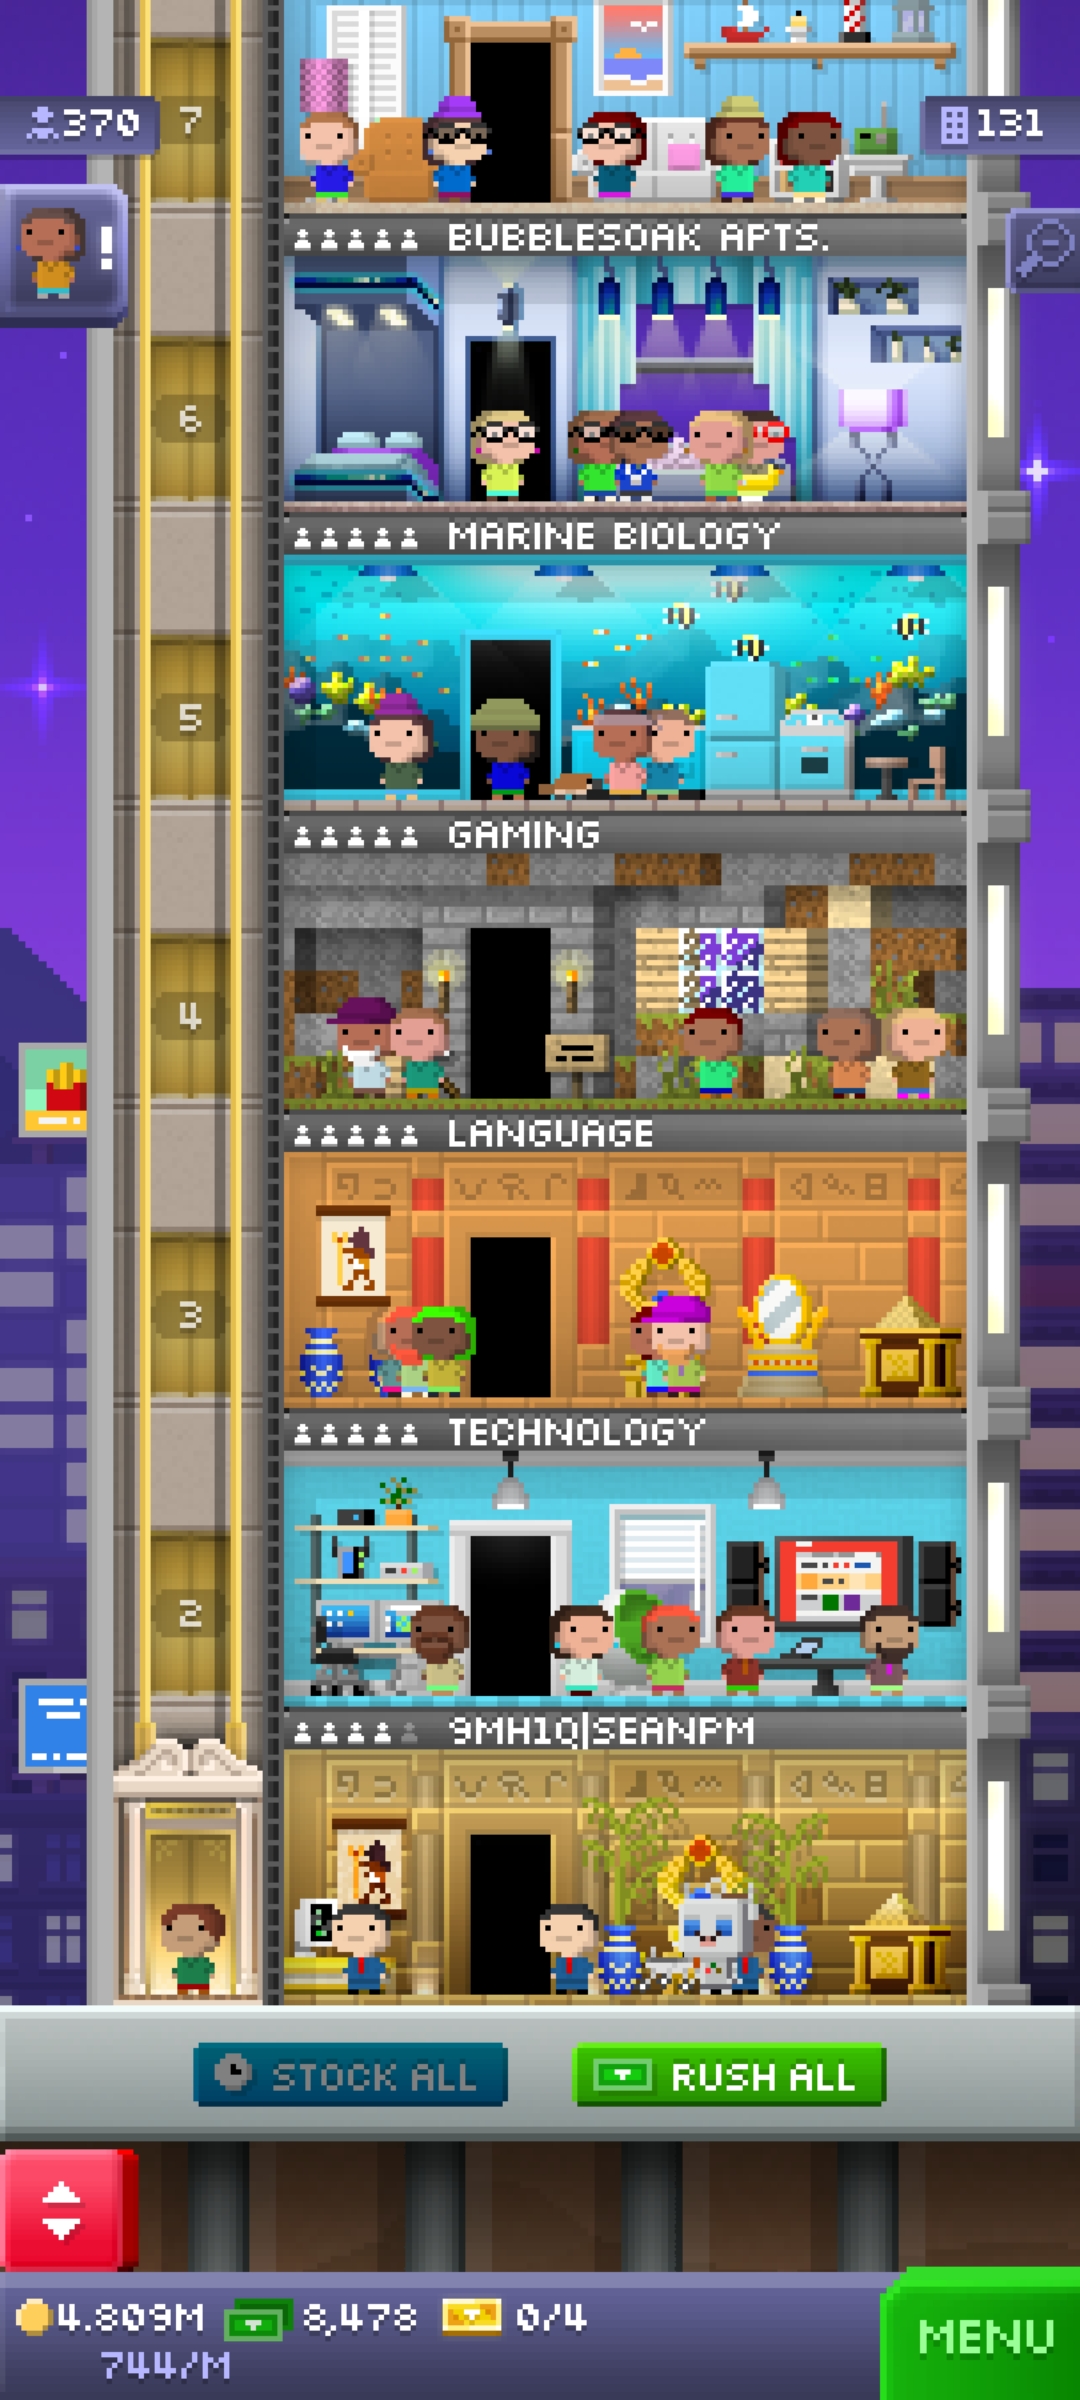 7
370
131
!
BUBBLESOAK APTS.
6
MARINE BIOLOGY
5
GAMING
4
LANGUAGE
3
TECHNOLOGY
2
9MH1Q|SEANPM
STOCK ALL
RUSH ALL
4.809M
8,478
0/4
744/M
MENU